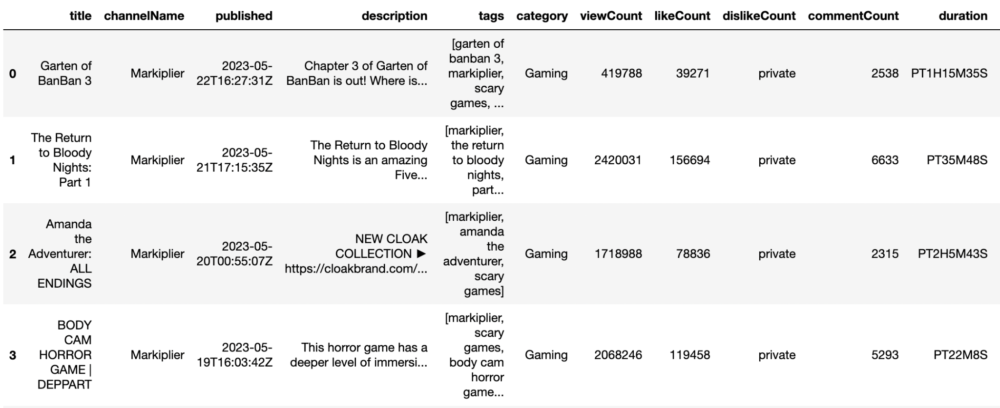 title channelName published description tags category viewCount likeCount dislikeCount commentCount duration
0 Garten of BanBan 3 Markiplier 2023-05-22T16:27:31Z Chapter 3 of Garten of BanBan is out! Where is... [garten of banban 3, markiplier, scary games, ... Gaming 419788 39271 private 2538 PT1H15M35S
1 The Return to Bloody Nights: Part 1 Markiplier 2023-05-21T17:15:35Z The Return to Bloody Nights is an amazing Five... [markiplier, the return to bloody nights, part... Gaming 2420031 156694 private 6633 PT35M48S
2 Amanda the Adventurer: ALL ENDINGS Markiplier 2023-05-20T00:55:07Z NEW CLOAK COLLECTION ► https://cloakbrand.com/... [markiplier, amanda the adventurer, scary games] Gaming 1718988 78836 private 2315 PT2H5M43S
3 BODY CAM HORROR GAME | DEPPART Markiplier 2023-05-19T16:03:42Z This horror game has a deeper level of immersi... [markiplier, scary games, body cam horror game... Gaming 2068246 119458 private 5293 PT22M8S